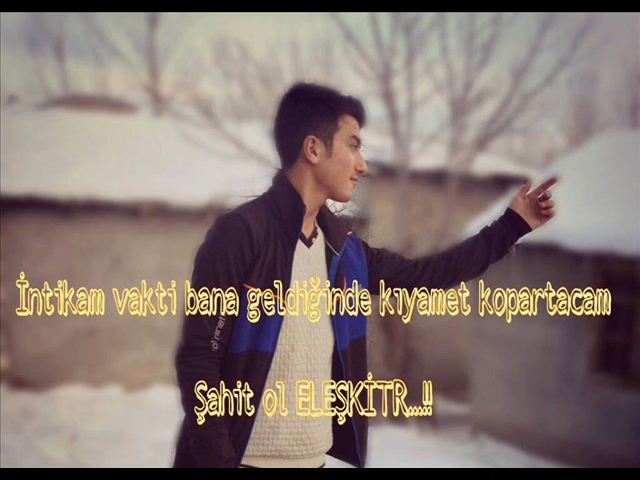 İntikam vakti bana geldiğinde kıyamet kopartacam
Şahit ol ELEŞKİTR...!!